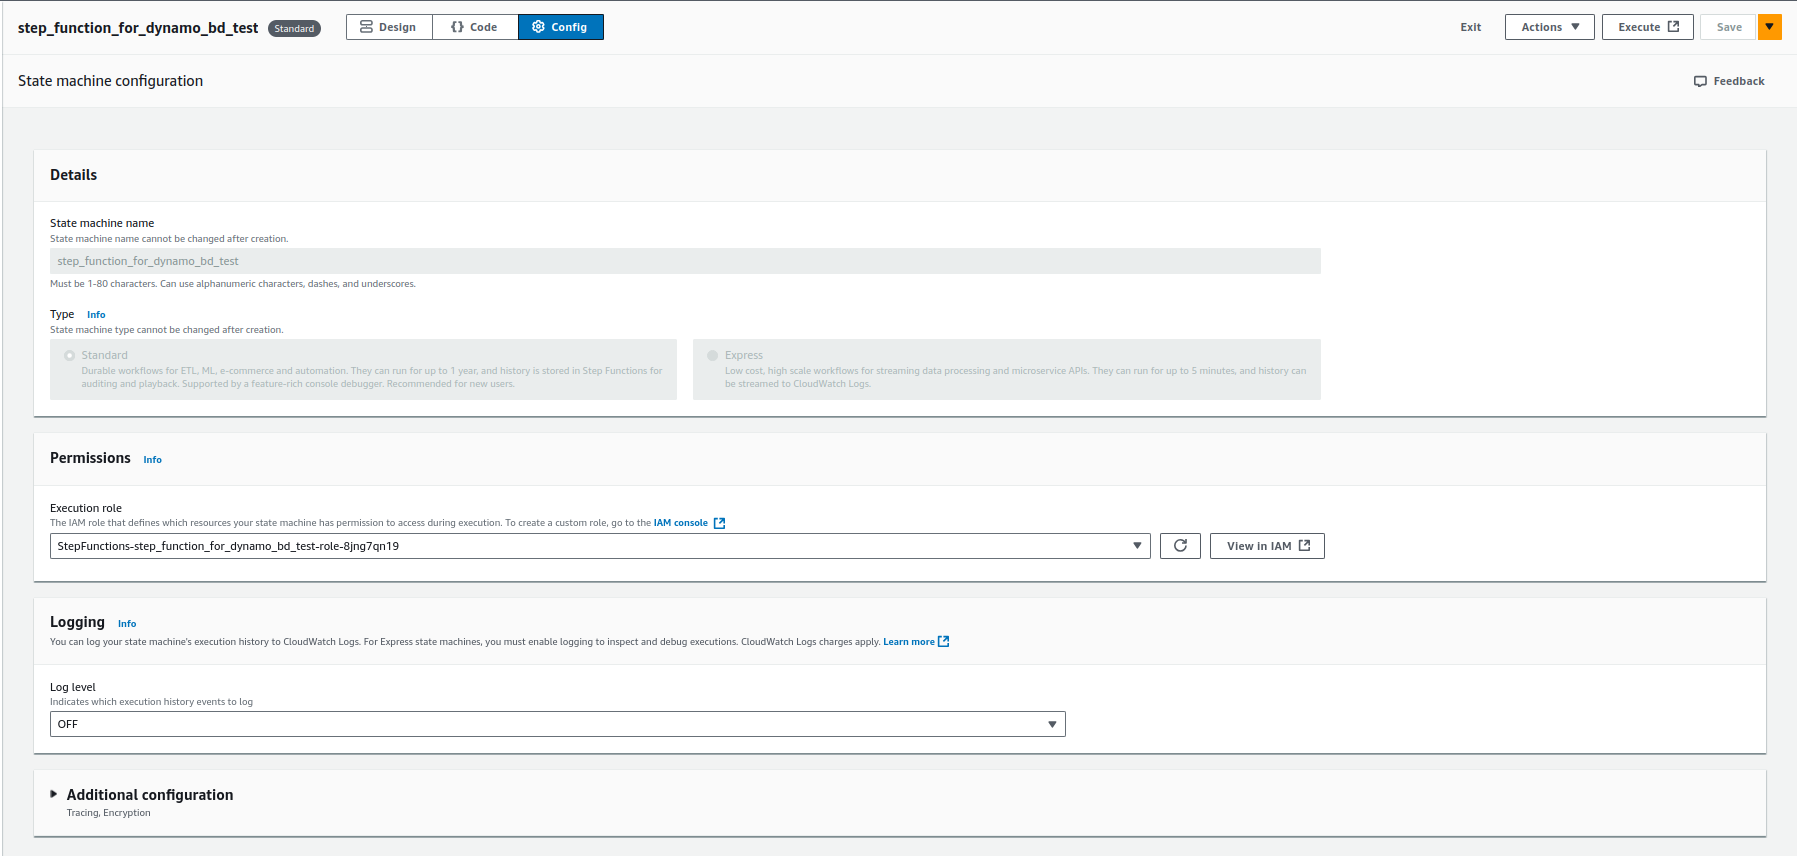 step_function_for_dynamo_bd_test Standard Design {} Code Config Exit Actions Execute Save
State machine configuration Feedback
Details
State machine name
State machine name cannot be changed after creation.
step_function_for_dynamo_bd_test
Must be 1-80 characters. Can use alphanumeric characters, dashes, and underscores.
Type Info
State machine type cannot be changed after creation.
Standard
Durable workflows for ETL, ML, e-commerce and automation. They can run for up to 1 year, and history is stored in Step Functions for
auditing and playback. Supported by a feature-rich console debugger. Recommended for new users.
Express
Low cost, high scale workflows for streaming data processing and microservice APIs. They can run for up to 5 minutes, and history can
be streamed to CloudWatch Logs.
Permissions Info
Execution role
The IAM role that defines which resources your state machine has permission to access during execution. To create a custom role, go to the IAM console
StepFunctions-step_function_for_dynamo_bd_test-role-8jng7qn19 View in IAM
Logging Info
You can log your state machine's execution history to CloudWatch Logs. For Express state machines, you must enable logging to inspect and debug executions. CloudWatch Logs charges apply. Learn more
Log level
Indicates which execution history events to log
OFF
Additional configuration
Tracing, Encryption